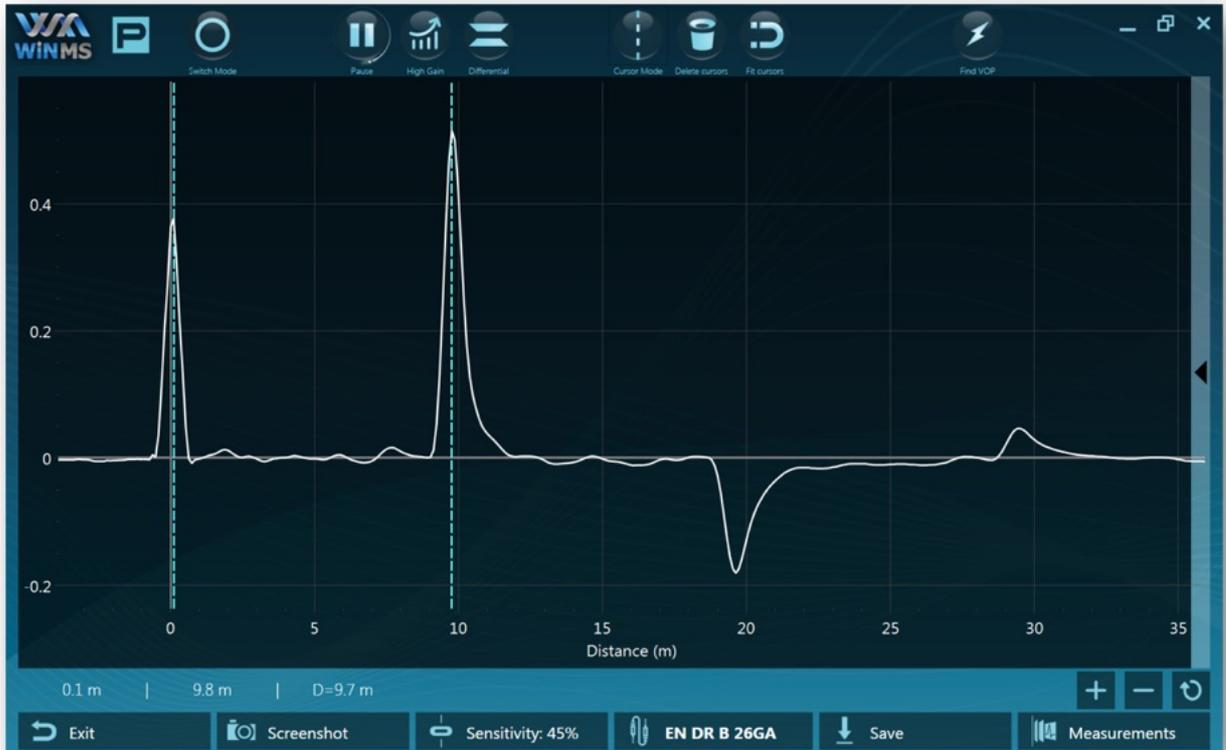 WiNMS
P
Switch Mode
Pause
High Gain
Differential
Cursor Mode
Delete cursors
Fit cursors
Find VOP
0.4
0.2
0
-0.2
0 5 10 15 20 25 30 35
Distance (m)
0.1 m | 9.8 m | D=9.7 m
Exit
Screenshot
Sensitivity: 45%
EN DR B 26GA
Save
Measurements